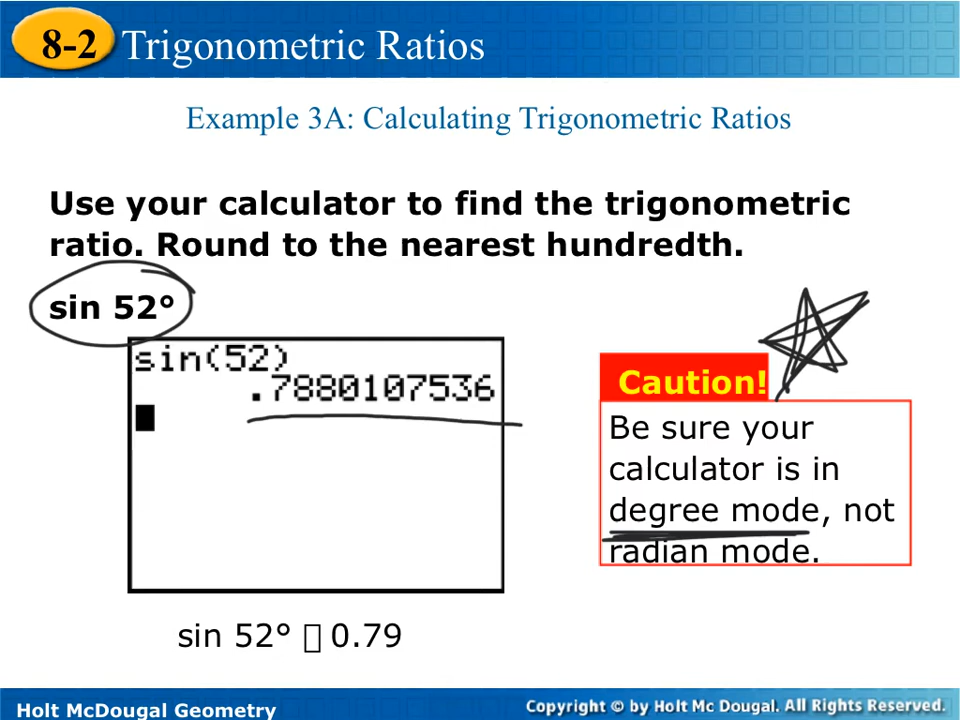 8-2 Trigonometric Ratios
Example 3A: Calculating Trigonometric Ratios
Use your calculator to find the trigonometric
ratio. Round to the nearest hundredth.
sin 52°
sin(52)
.7880107536
Caution!
Be sure your
calculator is in
degree mode, not
radian mode.
sin 52° ▯ 0.79
Holt McDougal Geometry
Copyright © by Holt Mc Dougal. All Rights Reserved.